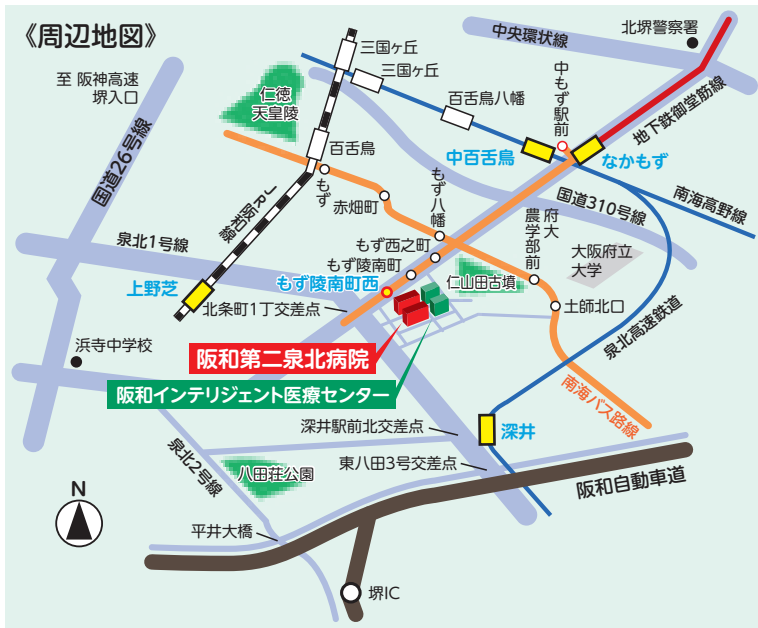 《周辺地図》
三国ヶ丘
三国ヶ丘
中央環状線
北堺警察署
至 阪神高速
堺入口
仁徳
天皇陵
百舌鳥八幡
中もず駅前
地下鉄御堂筋線
百舌鳥
中百舌鳥
なかもず
国道26号線
もず
赤畑町
JR阪和線
もず八幡
国道310号線
南海高野線
泉北1号線
もず西之町
府大
農学部前
大阪府立
大学
もず陵南町
上野芝
もず陵南町西
仁山田古墳
北条町1丁交差点
土師北口
泉北高速鉄道
浜寺中学校
阪和第二泉北病院
阪和インテリジェント医療センター
南海バス路線
深井駅前北交差点
深井
泉北2号線
八田荘公園
東八田3号交差点
阪和自動車道
N
平井大橋
堺IC